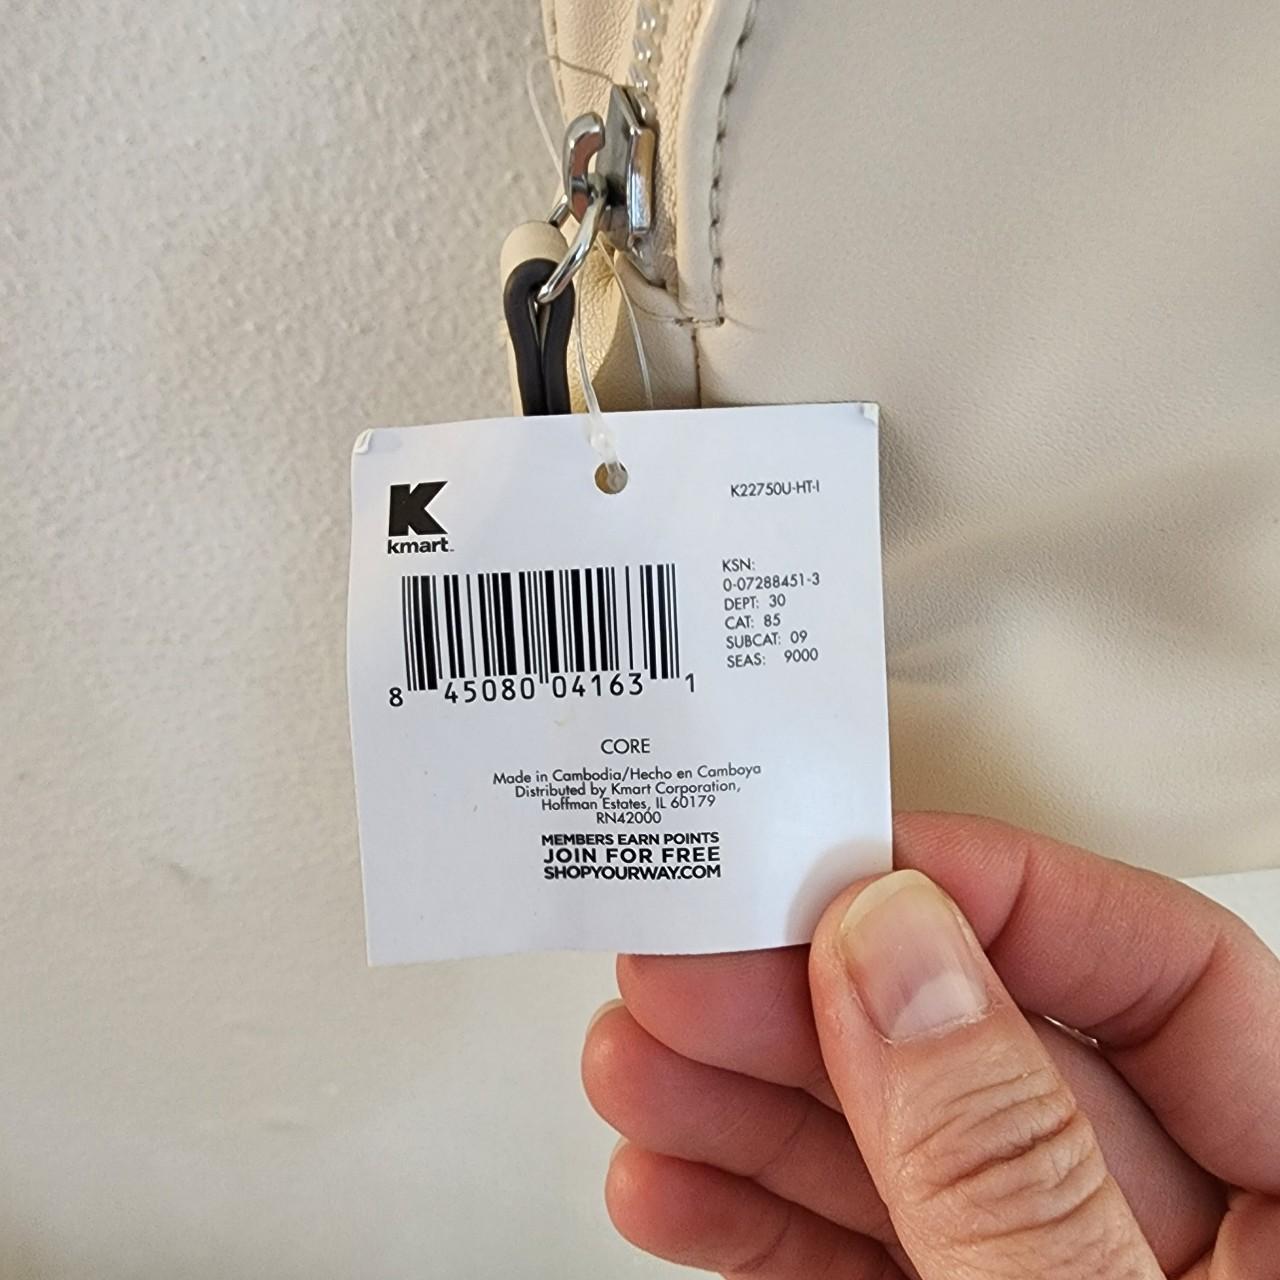 K
kmart
K22750U-HT-I
KSN:
0-07288451-3
DEPT: 30
CAT: 85
SUBCAT: 09
SEAS: 9000
8 45080 04163 1
CORE
Made in Cambodia/Hecho en Camboya
Distributed by Kmart Corporation,
Hoffman Estates, IL 60179
RN42000
MEMBERS EARN POINTS
JOIN FOR FREE
SHOPYOURWAY.COM